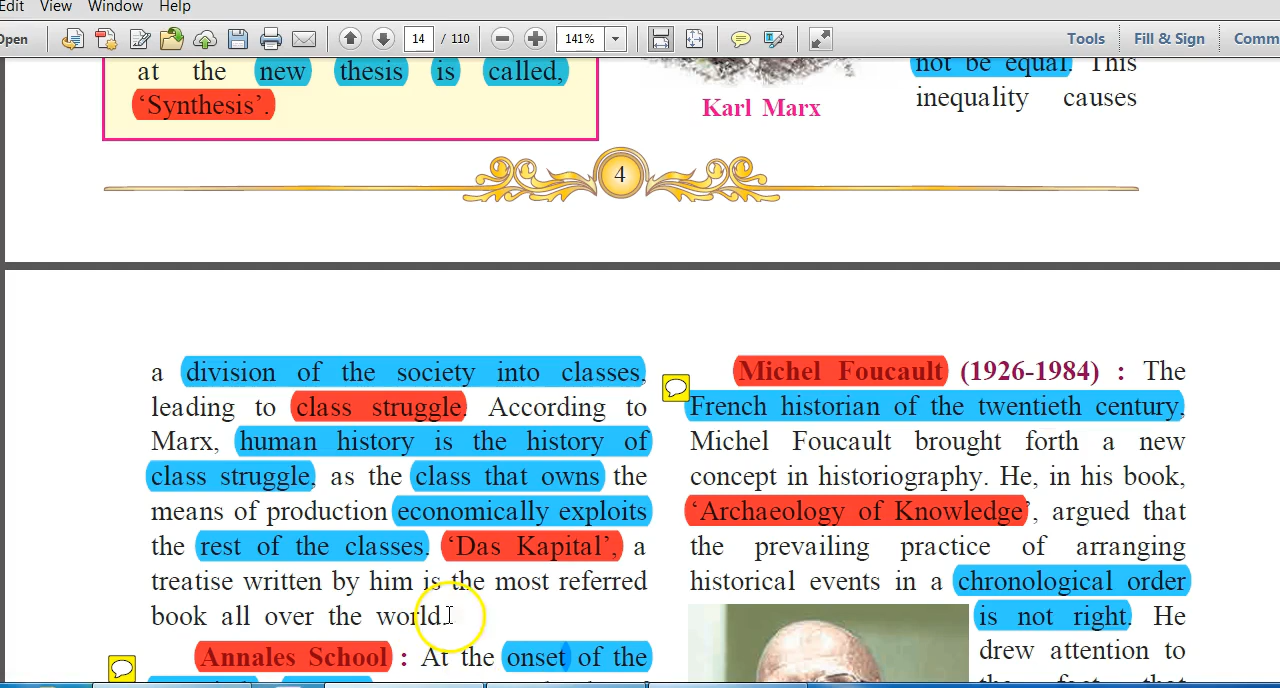 Edit View Window Help
Open 14 / 110 141% Tools Fill & Sign Comm
at the new thesis is called,
‘Synthesis’.
Karl Marx
not be equal. This
inequality causes
4
a division of the society into classes,
leading to class struggle. According to
Marx, human history is the history of
class struggle, as the class that owns the
means of production economically exploits
the rest of the classes. ‘Das Kapital’, a
treatise written by him is the most referred
book all over the world.
Annales School : At the onset of the
Michel Foucault (1926-1984) : The
French historian of the twentieth century,
Michel Foucault brought forth a new
concept in historiography. He, in his book,
‘Archaeology of Knowledge’, argued that
the prevailing practice of arranging
historical events in a chronological order
is not right. He
drew attention to
the fact that